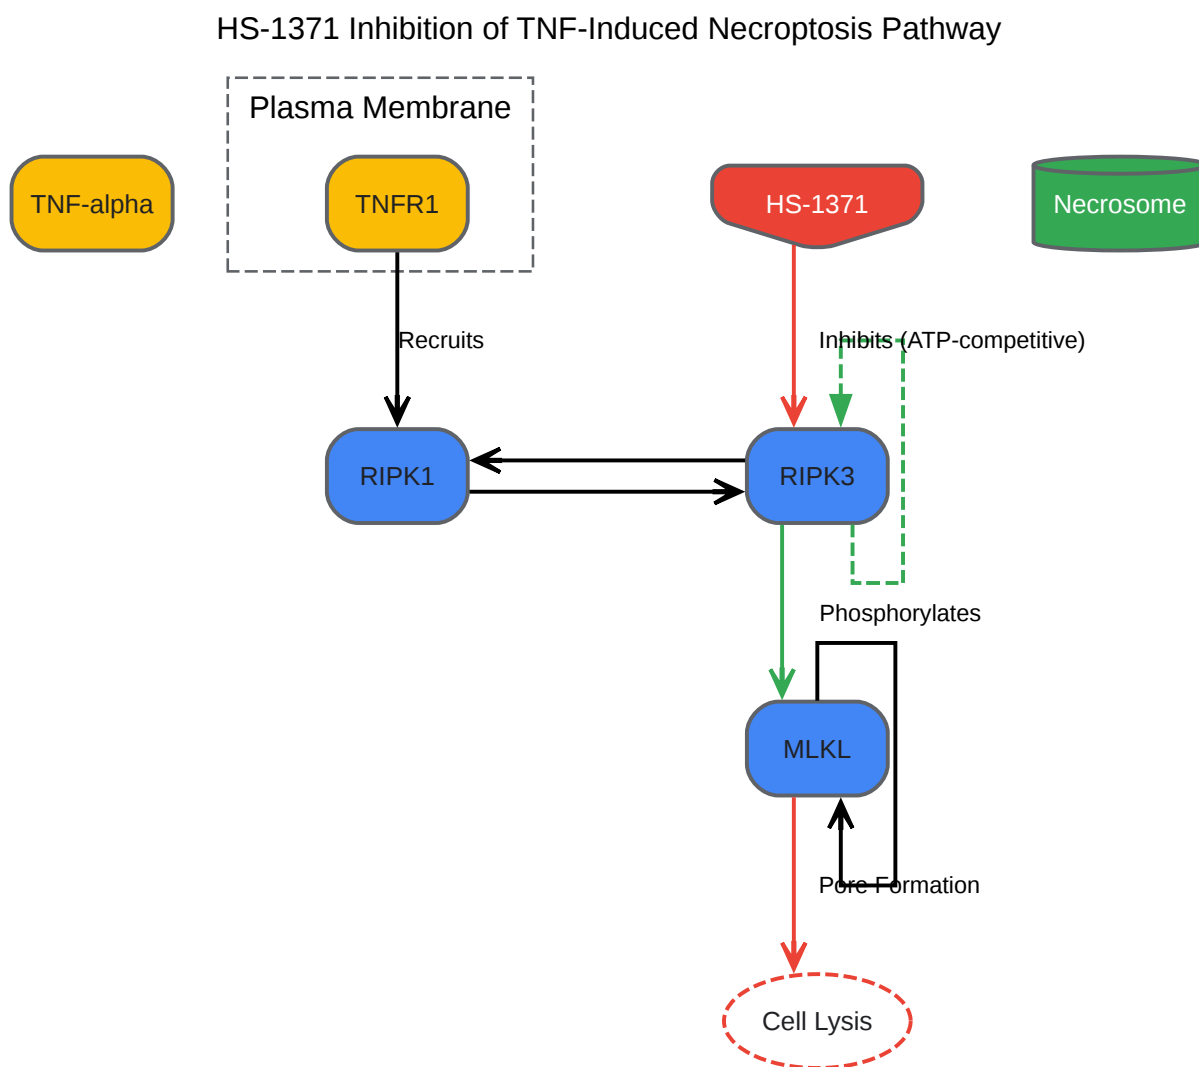 HS-1371 Inhibition of TNF-Induced Necroptosis Pathway
Plasma Membrane
TNF-alpha
TNFR1
HS-1371
Necrosome
Recruits
Inhibits (ATP-competitive)
RIPK1
RIPK3
Phosphorylates
MLKL
Pore Formation
Cell Lysis